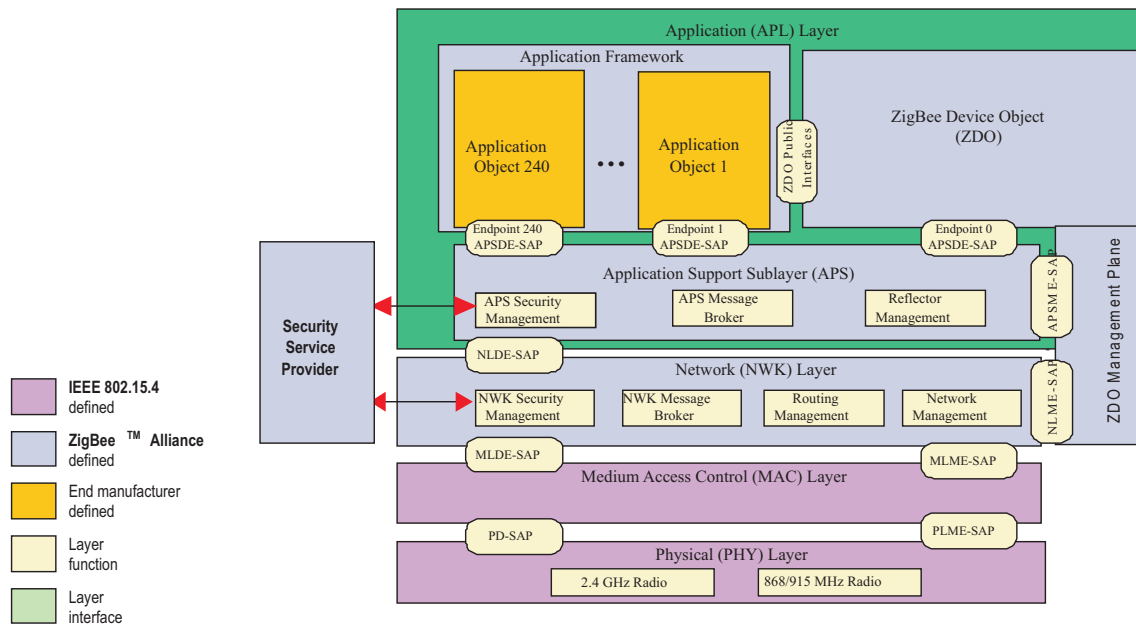 Application (APL) Layer
Application Framework
Application
Object 240
...
Application
Object 1
ZDO Public
Interfaces
ZigBee Device Object
(ZDO)
Endpoint 240
APSDE-SAP
Endpoint 1
APSDE-SAP
Endpoint 0
APSDE-SAP
Application Support Sublayer (APS)
APS Security
Management
APS Message
Broker
Reflector
Management
APSME-SAP
ZDO Management Plane
Security
Service
Provider
NLDE-SAP
NLME-SAP
Network (NWK) Layer
NWK Security
Management
NWK Message
Broker
Routing
Management
Network
Management
MLDE-SAP
MLME-SAP
Medium Access Control (MAC) Layer
PD-SAP
PLME-SAP
Physical (PHY) Layer
2.4 GHz Radio
868/915 MHz Radio
IEEE 802.15.4
defined
ZigBee TM Alliance
defined
End manufacturer
defined
Layer
function
Layer
interface